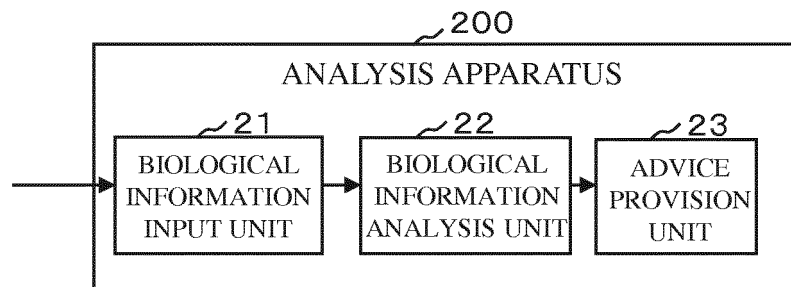 200
ANALYSIS APPARATUS
21
BIOLOGICAL
INFORMATION
INPUT UNIT
22
BIOLOGICAL
INFORMATION
ANALYSIS UNIT
23
ADVICE
PROVISION
UNIT